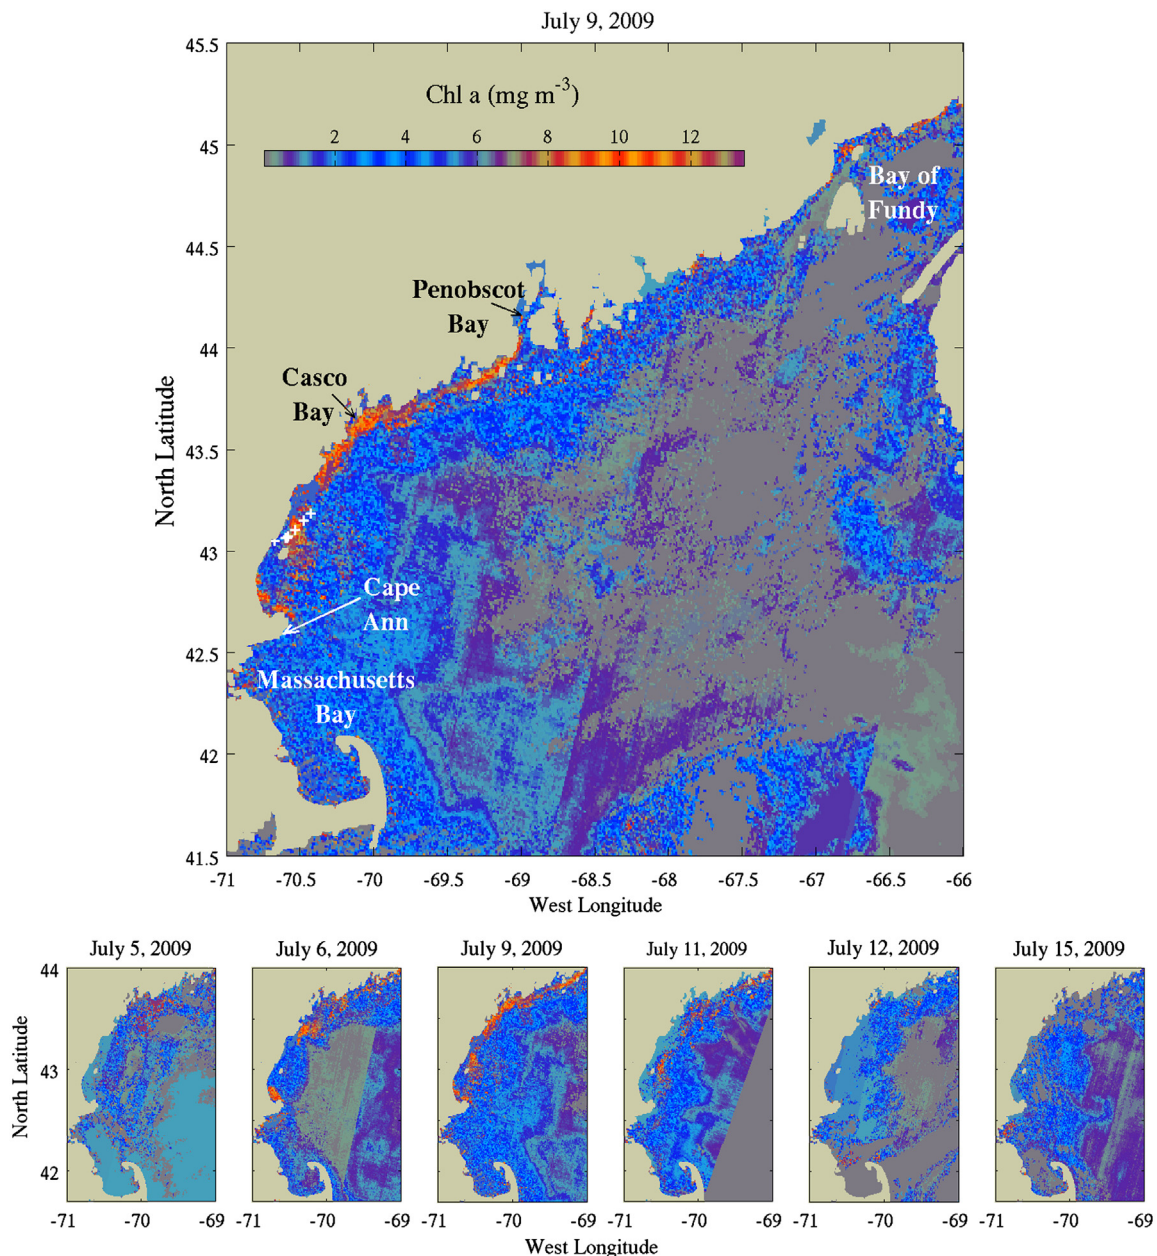 July 9, 2009
Chl a (mg m-3)
2 4 6 8 10 12
45.5
45
44.5
44
43.5
43
42.5
42
41.5
North Latitude
Bay of
Fundy
Penobscot
Bay
Casco
Bay
Cape
Ann
Massachusetts
Bay
-71 -70.5 -70 -69.5 -69 -68.5 -68 -67.5 -67 -66.5 -66
West Longitude
July 5, 2009 July 6, 2009 July 9, 2009 July 11, 2009 July 12, 2009 July 15, 2009
44
43
42
North Latitude
-71 -70 -69 -71 -70 -69 -71 -70 -69 -71 -70 -69 -71 -70 -69 -71 -70 -69
West Longitude